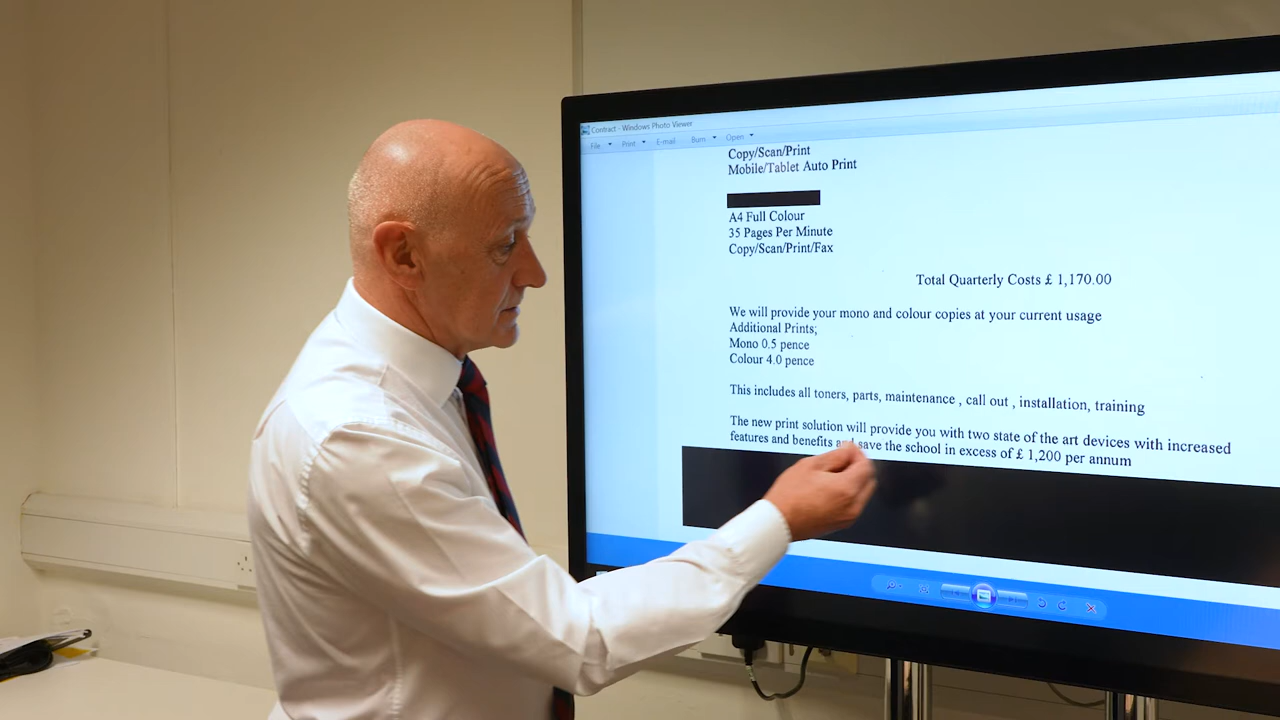 Contract - Windows Photo Viewer
File Print E-mail Burn Open
Copy/Scan/Print
Mobile/Tablet Auto Print
A4 Full Colour
35 Pages Per Minute
Copy/Scan/Print/Fax
Total Quarterly Costs £ 1,170.00
We will provide your mono and colour copies at your current usage
Additional Prints;
Mono 0.5 pence
Colour 4.0 pence
This includes all toners, parts, maintenance , call out , installation, training
The new print solution will provide you with two state of the art devices with increased
features and benefits and save the school in excess of £ 1,200 per annum